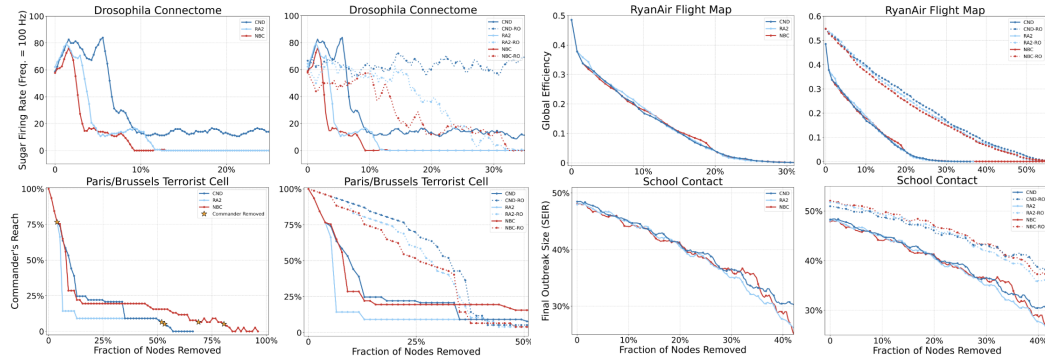 Drosophila Connectome
Sugar Firing Rate (Freq. = 100 Hz)
100
80
60
40
20
0
0%
10%
20%
CND
RA2
NBC
Drosophila Connectome
100
80
60
40
20
0
0%
10%
20%
30%
CND
CND-RO
RA2
RA2-RO
NBC
NBC-RO
RyanAir Flight Map
Global Efficiency
0.5
0.4
0.3
0.2
0.1
0.0
0%
10%
20%
30%
CND
RA2
NBC
RyanAir Flight Map
0.6
0.5
0.4
0.3
0.2
0.1
0.0
0%
10%
20%
30%
40%
50%
CND
CND-RO
RA2
RA2-RO
NBC
NBC-RO
Paris/Brussels Terrorist Cell
Commander's Reach
100%
75%
50%
25%
0
0%
25%
50%
75%
100%
Fraction of Nodes Removed
CND
RA2
NBC
Commander Removed
Paris/Brussels Terrorist Cell
100%
75%
50%
25%
0
0%
25%
50%
Fraction of Nodes Removed
CND
CND-RO
RA2
RA2-RO
NBC
NBC-RO
School Contact
Final Outbreak Size (SEIR)
50%
40%
30%
0%
10%
20%
30%
40%
Fraction of Nodes Removed
CND
RA2
NBC
School Contact
50%
40%
30%
0%
10%
20%
30%
40%
Fraction of Nodes Removed
CND
CND-RO
RA2
RA2-RO
NBC
NBC-RO